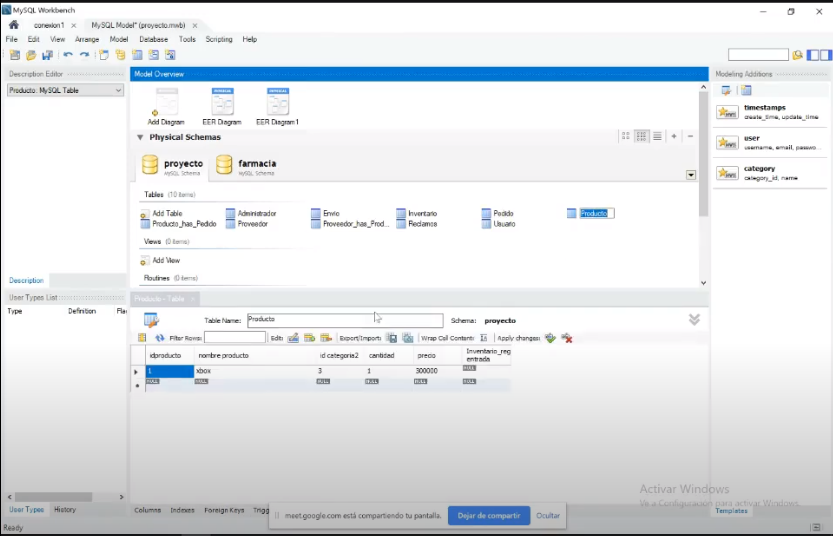 MySQL Workbench
conexion1 × MySQL Model* (proyecto.mwb) ×
File Edit View Arrange Model Database Tools Scripting Help
Description Editor
Producto: MySQL Table
Model Overview
Add Diagram EER Diagram EER Diagram1
Physical Schemas
proyecto
MySQL Schema
farmacia
MySQL Schema
Tables (10 items)
Add Table Administrador Envio Inventario Pedido Producto
Producto_has_Pedido Proveedor Proveedor_has_Prod... Reclamos Usuario
Views (0 items)
Add View
Routines (0 items)
Modeling Additions
timestamps
create_time, update_time
user
username, email, passwo...
category
category_id, name
Description
User Types List
Type Definition Fla
Producto - Table ×
Table Name: Producto Schema: proyecto
Filter Rows: Edit: Export/Import: Wrap Cell Content: Apply changes:
idproducto nombre producto id categoria2 cantidad precio Inventario_reg
entrada
1 xbox 3 1 300000 NULL
NULL NULL NULL NULL NULL NULL
Activar Windows
Ve a Configuración para activar Windows.
User Types History
Columns Indexes Foreign Keys Trigg
meet.google.com está compartiendo tu pantalla. Dejar de compartir Ocultar
Templates
Ready